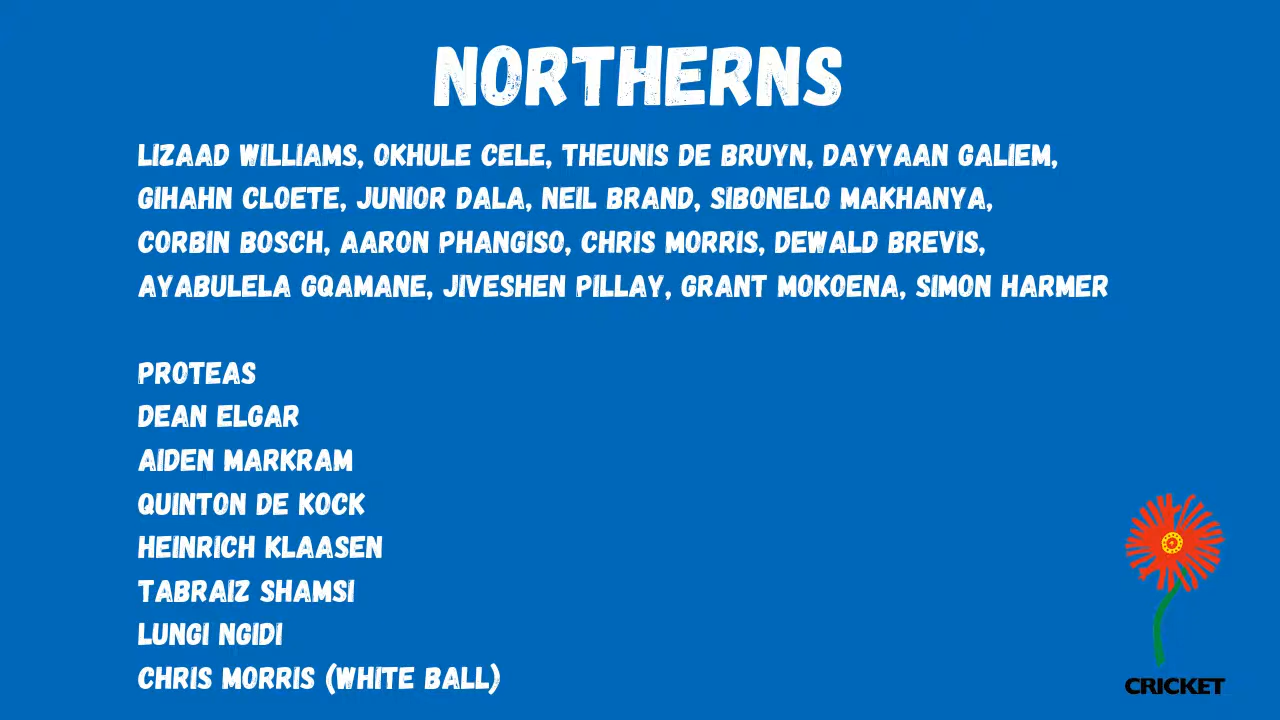 NORTHERNS
LIZAAD WILLIAMS, OKHULE CELE, THEUNIS DE BRUYN, DAYYAAN GALIEM,
GIHAHN CLOETE, JUNIOR DALA, NEIL BRAND, SIBONELO MAKHANYA,
CORBIN BOSCH, AARON PHANGISO, CHRIS MORRIS, DEWALD BREVIS,
AYABULELA GQAMANE, JIVESHEN PILLAY, GRANT MOKOENA, SIMON HARMER
PROTEAS
DEAN ELGAR
AIDEN MARKRAM
QUINTON DE KOCK
HEINRICH KLAASEN
TABRAIZ SHAMSI
LUNGI NGIDI
CHRIS MORRIS (WHITE BALL)
CRICKET